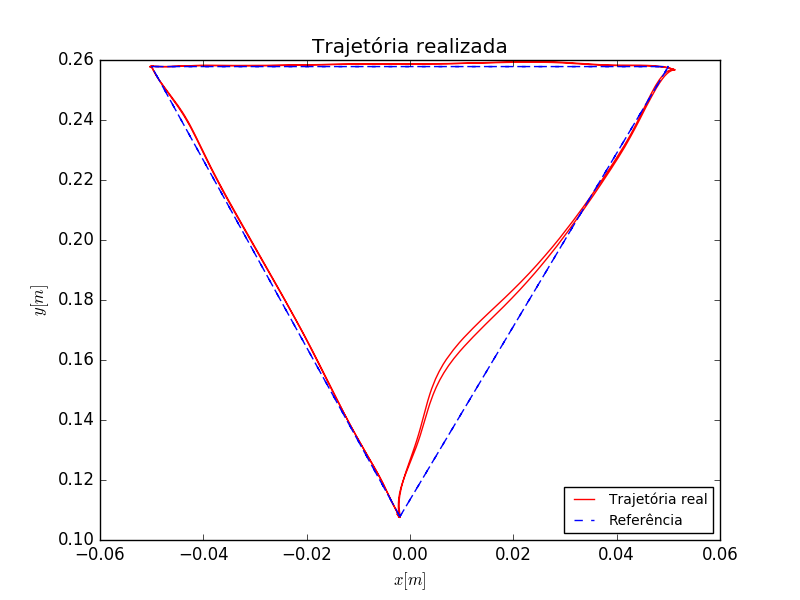 Trajetória realizada
y[m]
0.26
0.24
0.22
0.20
0.18
0.16
0.14
0.12
0.10
−0.06 −0.04 −0.02 0.00 0.02 0.04 0.06
x[m]
Trajetória real
Referência